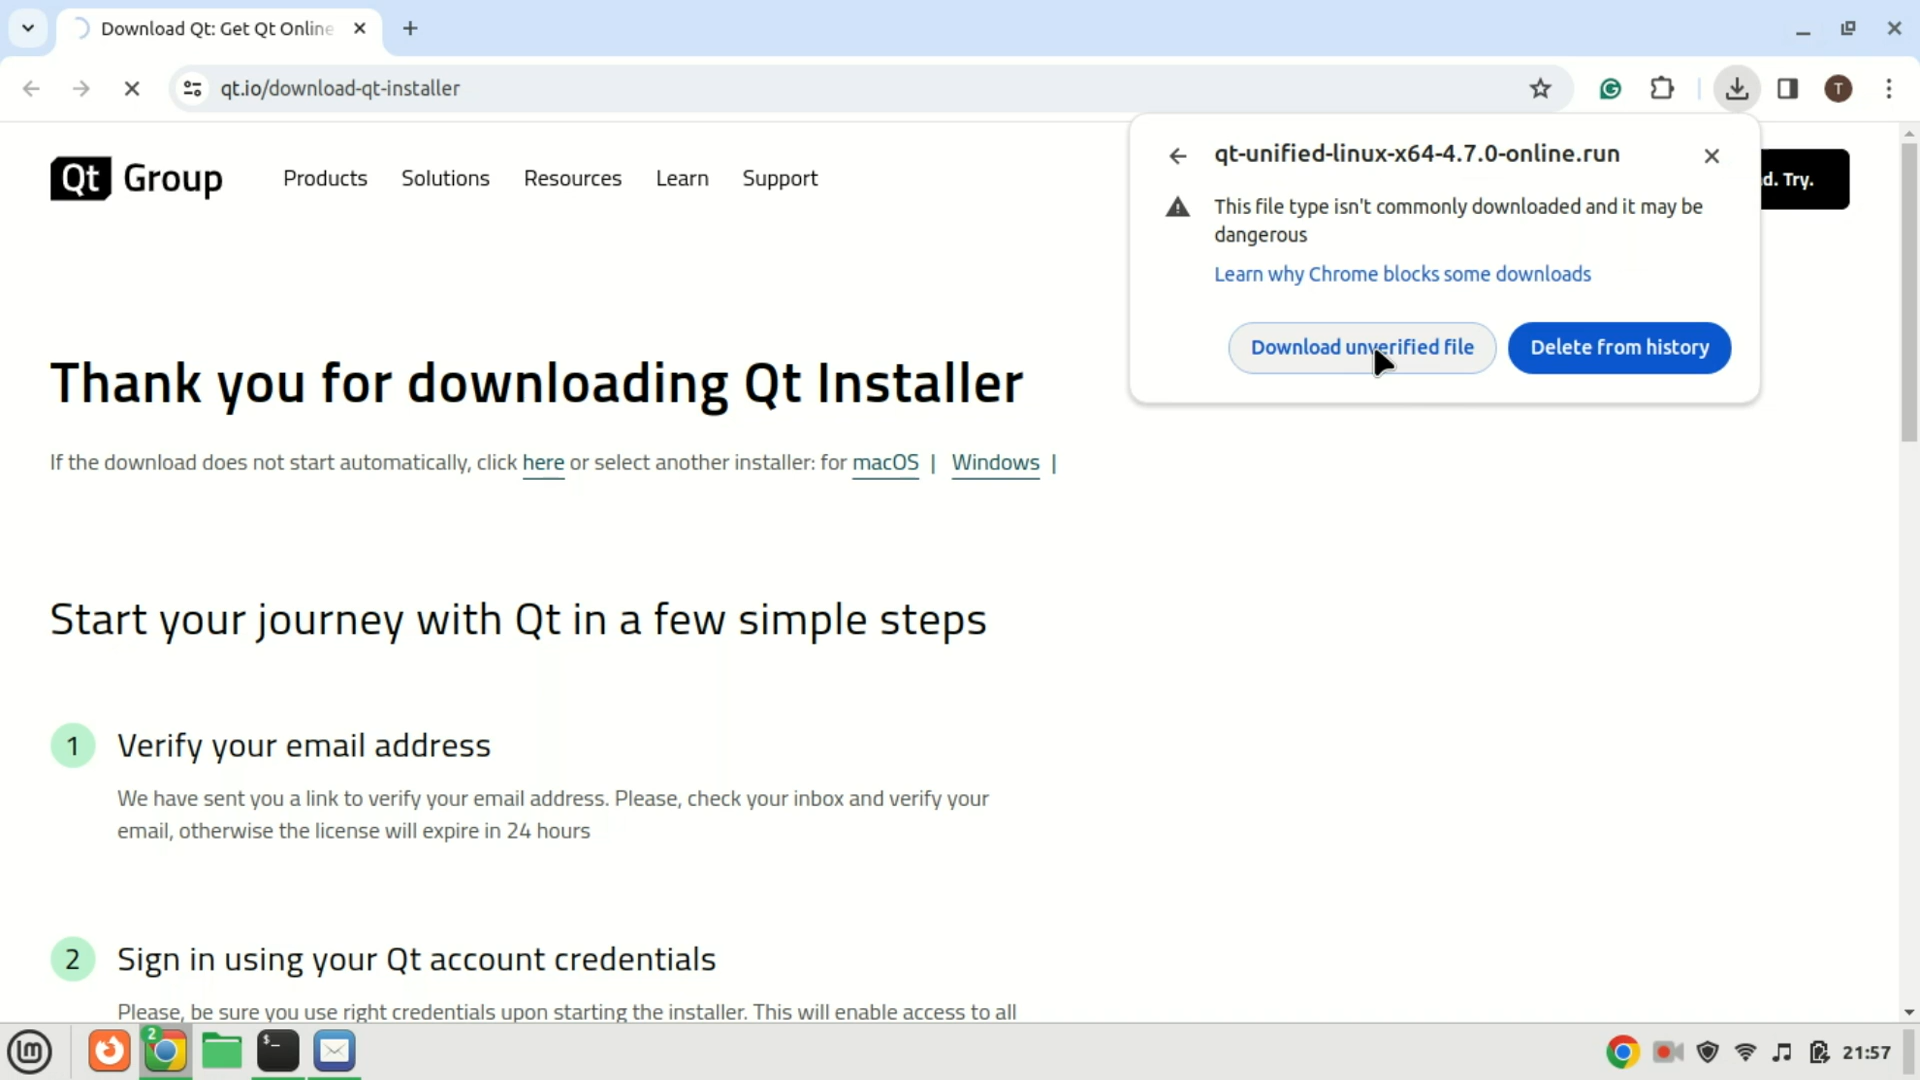 Download Qt: Get Qt Online
qt.io/download-qt-installer
T
Qt Group
Products
Solutions
Resources
Learn
Support
d. Try.
qt-unified-linux-x64-4.7.0-online.run
This file type isn't commonly downloaded and it may be
dangerous
Learn why Chrome blocks some downloads
Download unverified file
Delete from history
Thank you for downloading Qt Installer
If the download does not start automatically, click here or select another installer: for macOS | Windows |
Start your journey with Qt in a few simple steps
1 Verify your email address
We have sent you a link to verify your email address. Please, check your inbox and verify your
email, otherwise the license will expire in 24 hours
2 Sign in using your Qt account credentials
Please, be sure you use right credentials upon starting the installer. This will enable access to all
2
$_
21:57